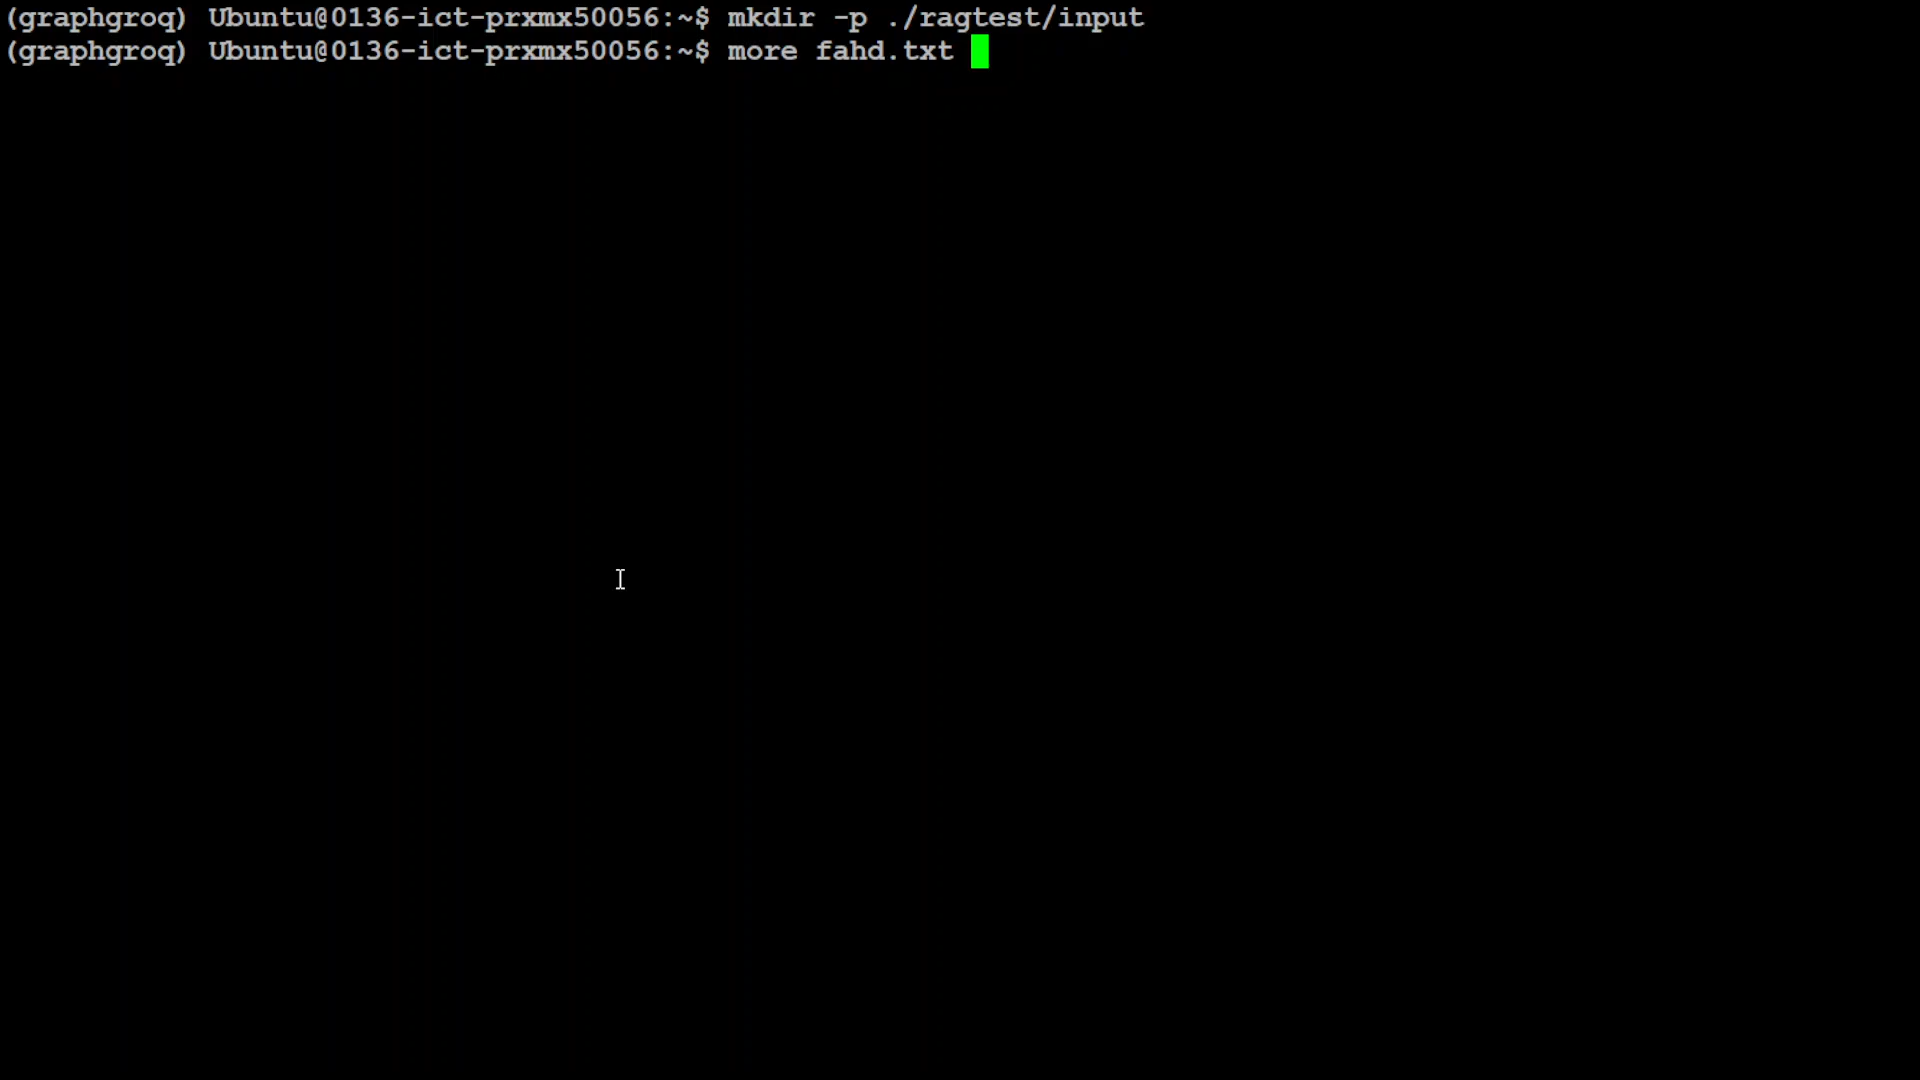 (graphgroq) Ubuntu@0136-ict-prxmx50056:~$ mkdir -p ./ragtest/input
(graphgroq) Ubuntu@0136-ict-prxmx50056:~$ more fahd.txt